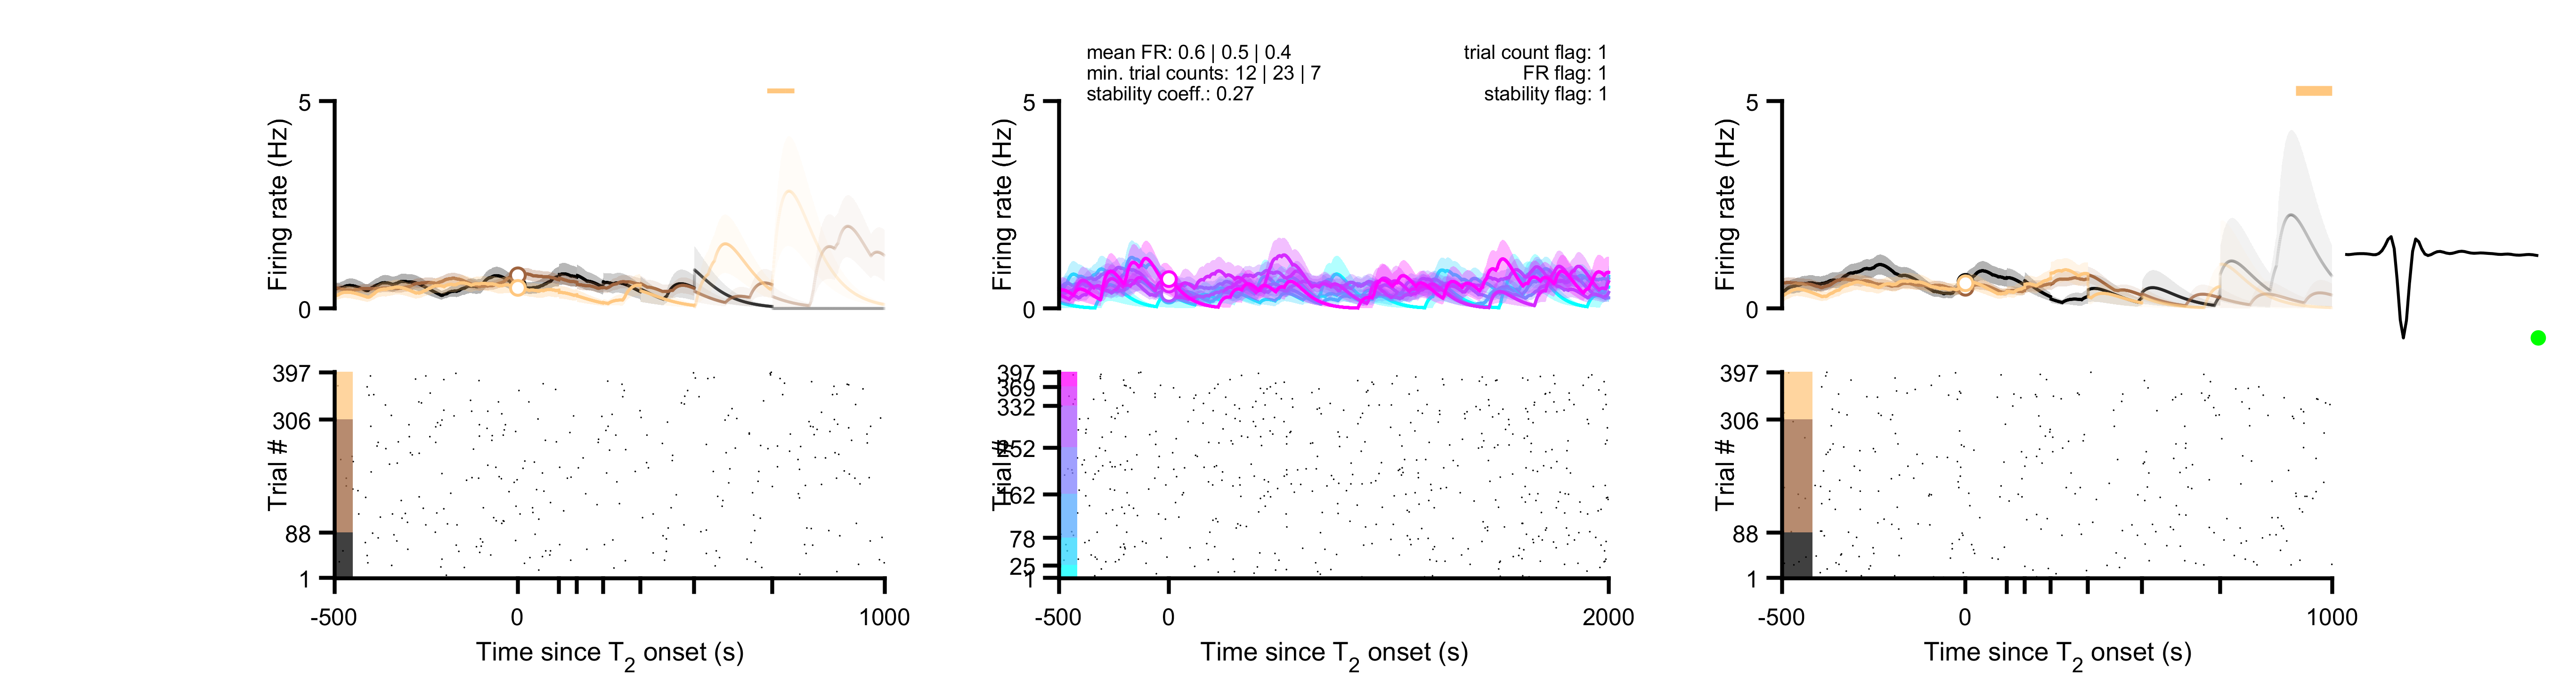 mean FR: 0.6 | 0.5 | 0.4
min. trial counts: 12 | 23 | 7
stability coeff.: 0.27
trial count flag: 1
FR flag: 1
stability flag: 1
5
0
Firing rate (Hz)
5
0
Firing rate (Hz)
5
0
Firing rate (Hz)
397
306
88
1
Trial #
-500
0
1000
Time since T2 onset (s)
397
369
332
252
162
78
25
1
Trial #
-500
0
2000
Time since T2 onset (s)
397
306
88
1
Trial #
-500
0
1000
Time since T2 onset (s)